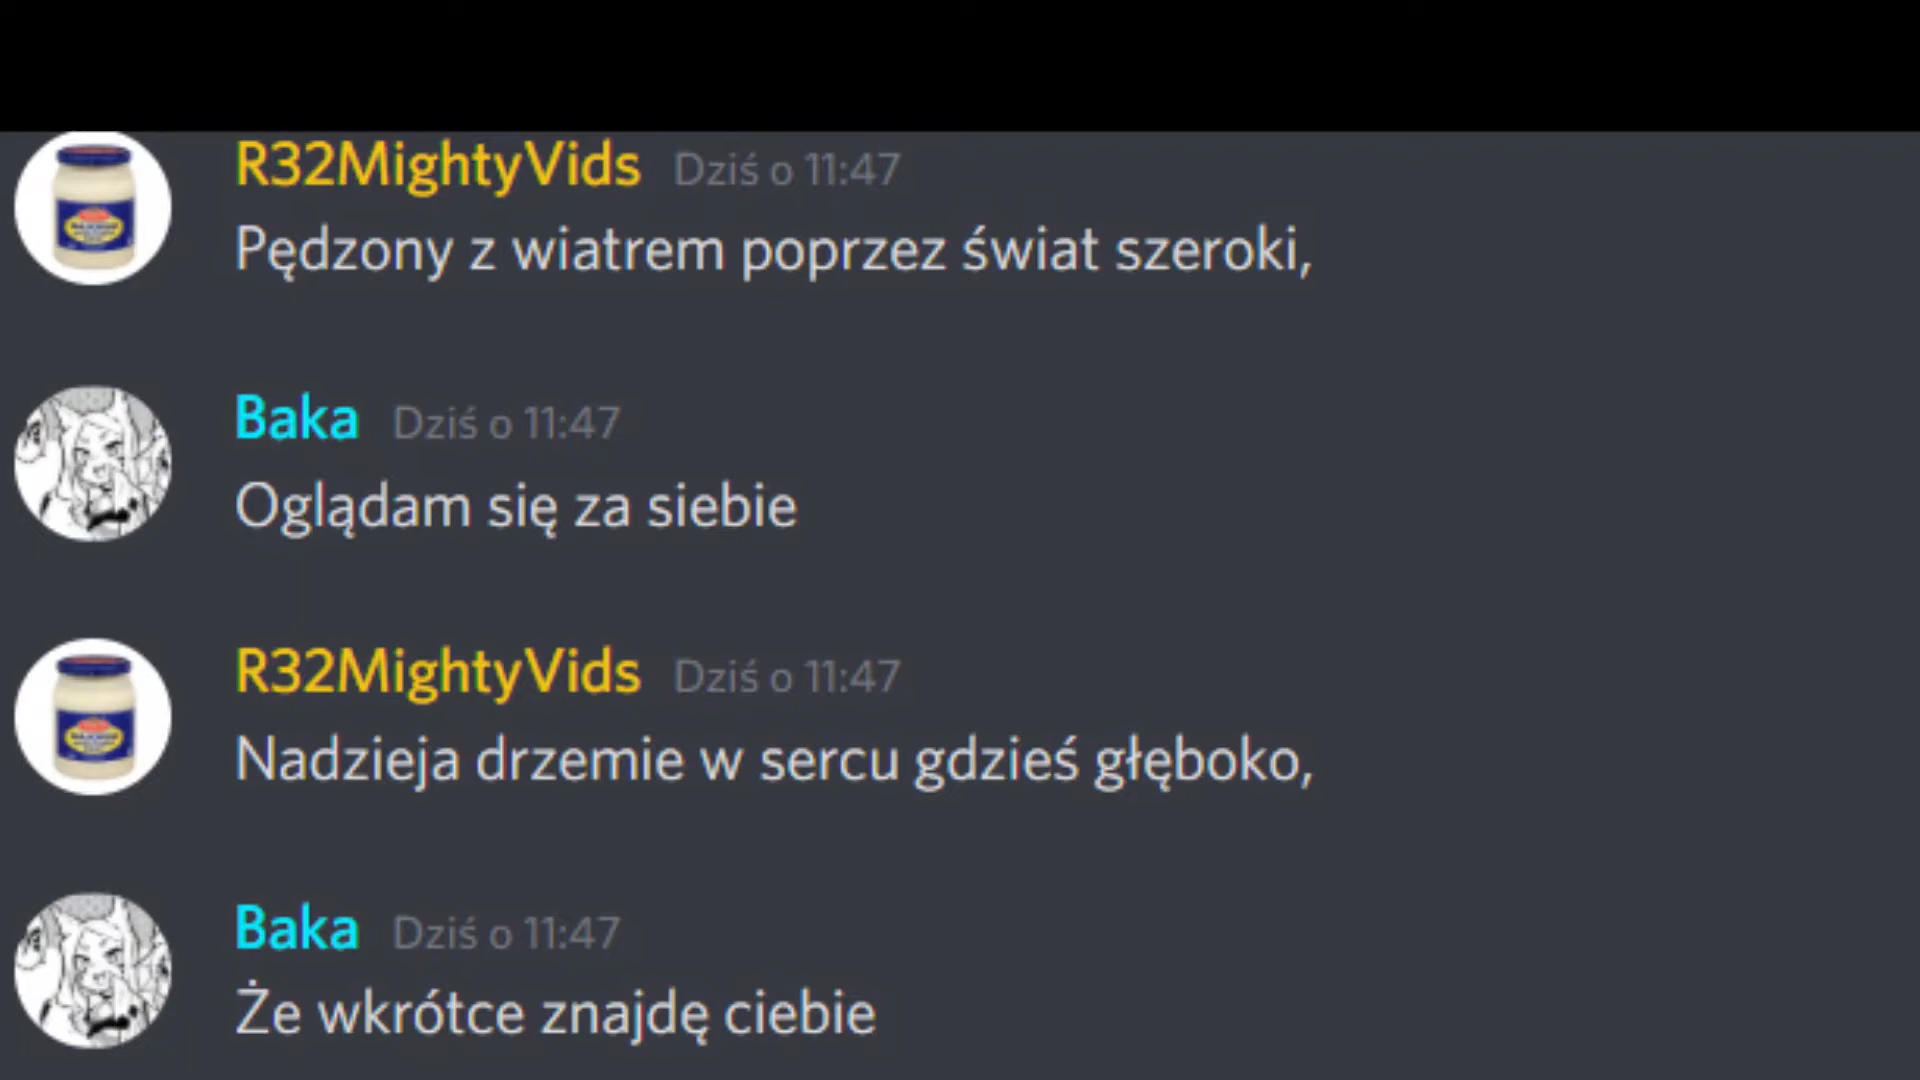 R32MightyVids Dziś o 11:47
Pędzony z wiatrem poprzez świat szeroki,
Baka Dziś o 11:47
Oglądam się za siebie
R32MightyVids Dziś o 11:47
Nadzieja drzemie w sercu gdzieś głęboko,
Baka Dziś o 11:47
Że wkrótce znajdę ciebie